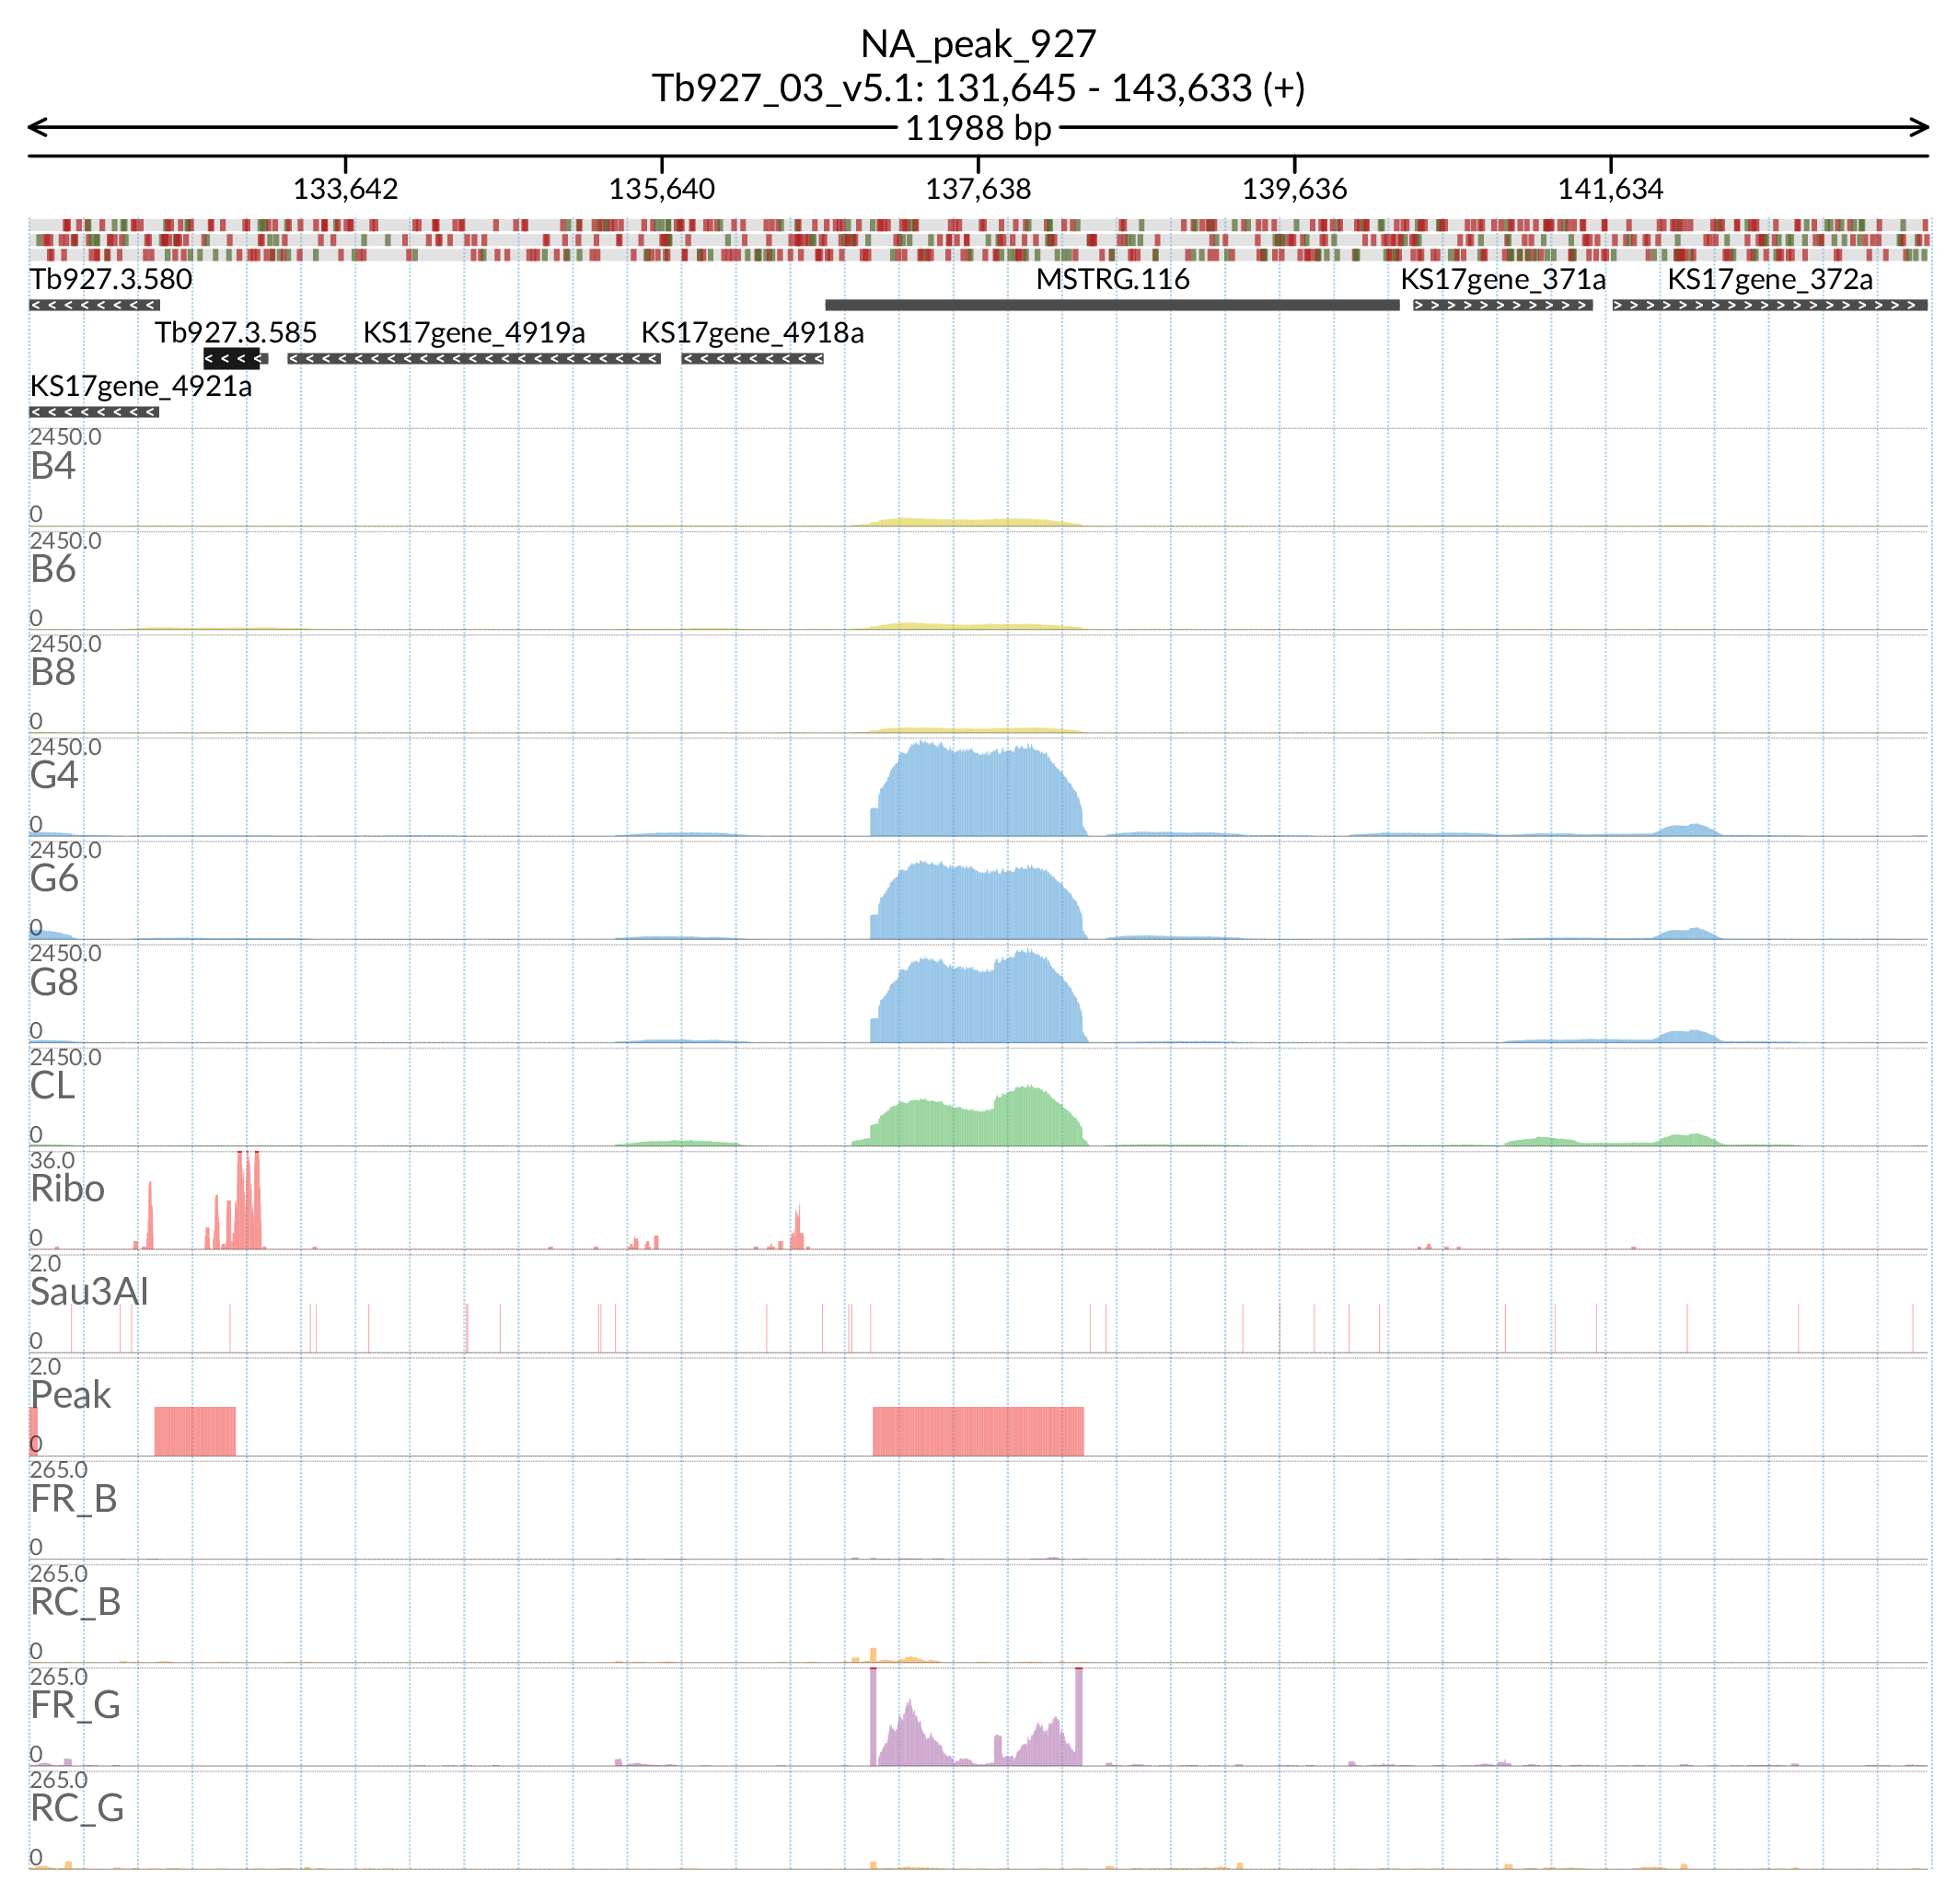 NA_peak_927
Tb927_03_v5.1: 131,645 - 143,633 (+)
11988 bp
133,642 135,640 137,638 139,636 141,634
Tb927.3.580 MSTRG.116 KS17gene_371a KS17gene_372a
Tb927.3.585 KS17gene_4919a KS17gene_4918a
KS17gene_4921a
2450.0
B4
0
2450.0
B6
0
2450.0
B8
0
2450.0
G4
0
2450.0
G6
0
2450.0
G8
0
2450.0
CL
0
36.0
Ribo
0
2.0
Sau3AI
0
2.0
Peak
0
265.0
FR_B
0
265.0
RC_B
0
265.0
FR_G
0
265.0
RC_G
0